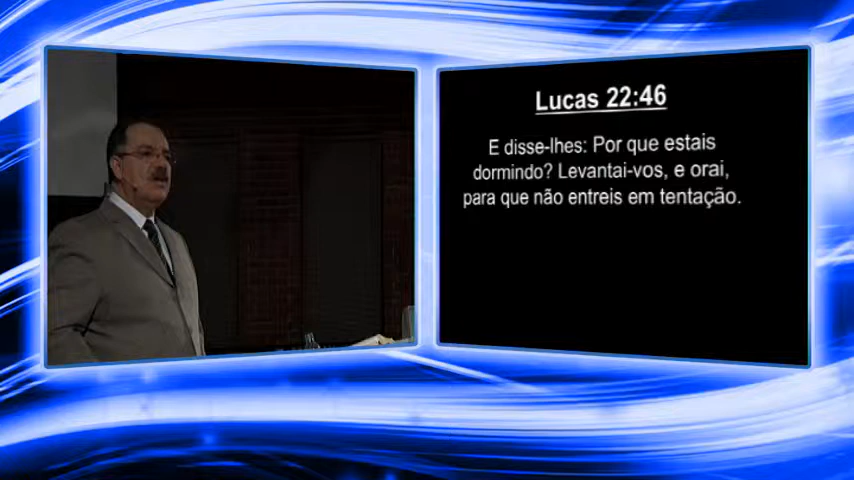 Lucas 22:46
E disse-lhes: Por que estais
dormindo? Levantai-vos, e orai,
para que não entreis em tentação.